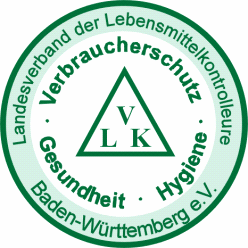 Landesverband der Lebensmittelkontrolleure
Baden-Württemberg e.V.
· Verbraucherschutz ·
Gesundheit · Hygiene
V
L K